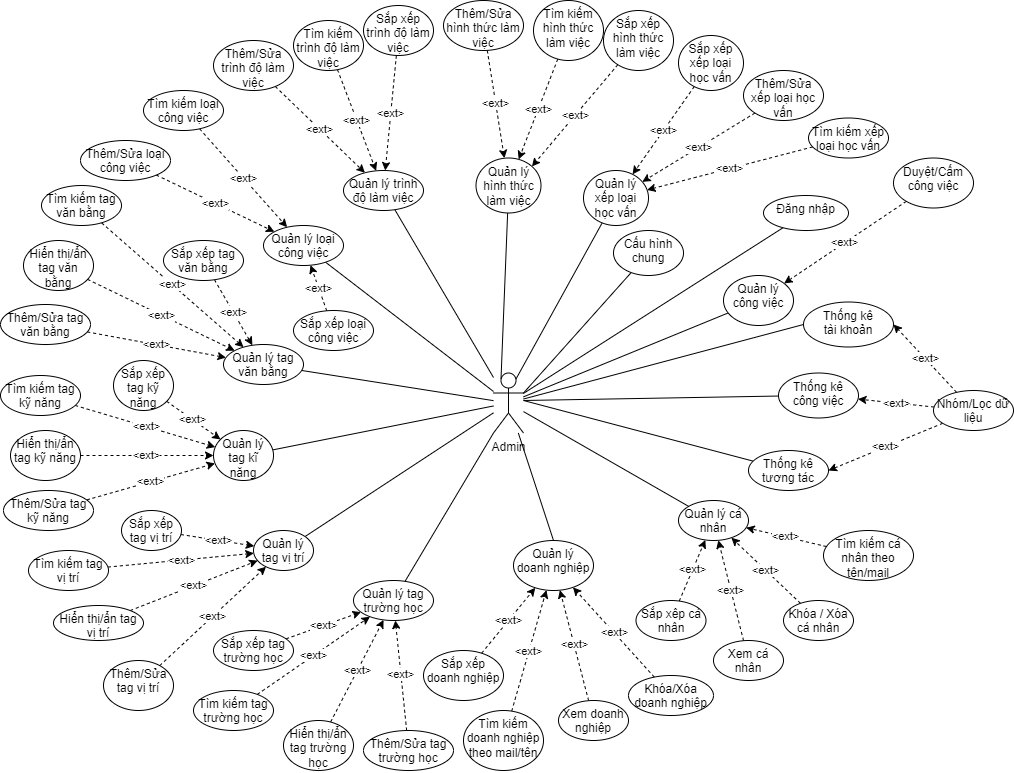 Sắp xếp
trình độ làm
việc
Thêm/Sửa
hình thức làm
việc
Tìm kiếm
hình thức
làm việc
Sắp xếp
hình thức
làm việc
Tìm kiếm
trình độ làm
việc
Thêm/Sửa
trình độ làm
việc
Sắp xếp
xếp loại
học vấn
Thêm/Sửa
xếp loại học
vấn
Tìm kiếm loại
công việc
<ext>
<ext>
<ext>
<ext>
<ext>
<ext>
<ext>
<ext>
<ext>
Tìm kiếm xếp
loại học vấn
Thêm/Sửa loại
công việc
Quản lý trình
độ làm việc
Quản lý
hình thức
làm việc
Quản lý
xếp loại
học vấn
Duyệt/Cấm
công việc
<ext>
<ext>
Tìm kiếm tag
văn bằng
Đăng nhâp
Quản lý loại
công việc
Cấu hình
chung
<ext>
Hiển thị/ẩn
tag văn
bằng
Sắp xếp tag
văn bằng
<ext>
<ext>
<ext>
<ext>
Quản lý
công việc
Thêm/Sửa tag
văn bằng
<ext>
<ext>
Sắp xếp loại
công việc
Thống kê
tài khoản
Quản lý tag
văn bằng
<ext>
Sắp xếp
tag kỹ
năng
Tìm kiếm tag
kỹ năng
Thống kê
công việc
<ext>
Nhóm/Lọc dữ
liệu
<ext>
<ext>
Hiển thị/ẩn
tag kỹ năng
<ext>
Quản lý
tag kĩ
năng
Admin
<ext>
Thống kê
tương tác
<ext>
Thêm/Sửa tag
kỹ năng
Sắp xếp
tag vị trí
<ext>
Quản lý
tag vị trí
Quản lý cá
nhân
<ext>
Tìm kiếm cá
nhân theo
tên/mail
Tìm kiếm tag
vị trí
<ext>
<ext>
Quản lý
doanh nghiệp
<ext>
<ext>
<ext>
Hiển thị/ẩn tag
vị trí
<ext>
Quản lý tag
trường học
Sắp xêp cá
nhân
Khóa / Xóa
cá nhân
<ext>
<ext>
<ext>
<ext>
Sắp xếp tag
trường học
<ext>
<ext>
Xem cá
nhân
Thêm/Sửa
tag vị trí
<ext>
<ext>
Sắp xếp
doanh nghiệp
Khóa/Xóa
doanh nghiệp
Tìm kiếm tag
trường học
Xem doanh
nghiệp
Tìm kiếm
doanh nghiệp
theo mail/tên
Hiển thị/ẩn
tag trường
học
Thêm/Sửa tag
trường học